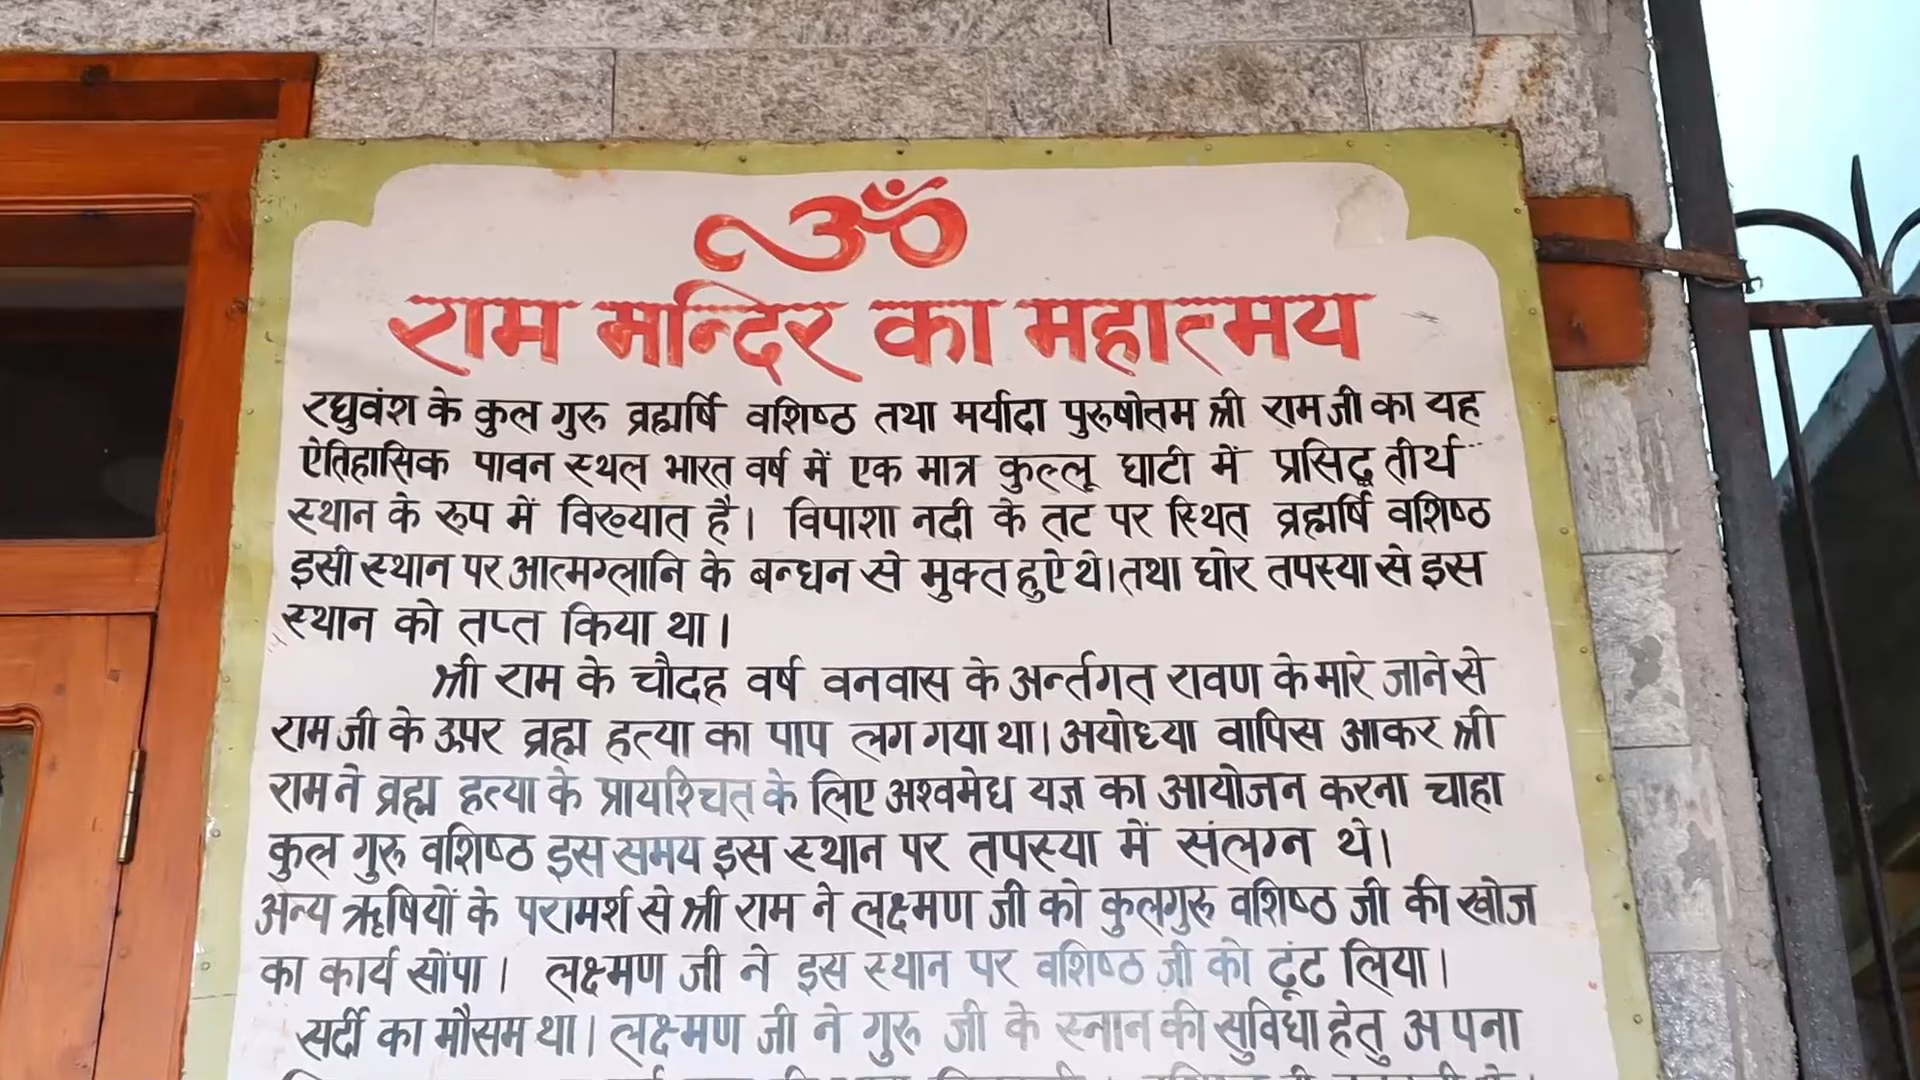 ॐ
राम मन्दिर का महात्मय
रघुवंश के कुल गुरू ब्रह्मर्षि वशिष्ठ तथा मर्यादा पुरूषोतम श्री राम जी का यह
ऐतिहासिक पावन स्थल भारत वर्ष में एक मात्र कुल्लू घाटी में प्रसिद्ध तीर्थ
स्थान के रूप में विख्यात है। विपाशा नदी के तट पर स्थित ब्रह्मर्षि वशिष्ठ
इसी स्थान पर आत्मग्लानि के बन्धन से मुक्त हुऐ थे। तथा घोर तपस्या से इस
स्थान को तप्त किया था।
श्री राम के चौदह वर्ष वनवास के अर्न्तगत रावण के मारे जाने से
राम जी के ऊपर ब्रह्म हत्या का पाप लग गया था। अयोध्या वापिस आकर श्री
राम ने ब्रह्म हत्या के प्रायश्चित के लिए अश्वमेध यज्ञ का आयोजन करना चाहा
कुल गुरू वशिष्ठ इस समय इस स्थान पर तपस्या में संलग्न थे।
अन्य ऋषियों के परामर्श से श्री राम ने लक्ष्मण जी को कुलगुरू वशिष्ठ जी की खोज
का कार्य सोंपा। लक्ष्मण जी ने इस स्थान पर वशिष्ठ जी को ढूंढ लिया।
सर्दी का मौसम था। लक्ष्मण जी ने गुरू जी के स्नान की सुविधा हेतु अपना